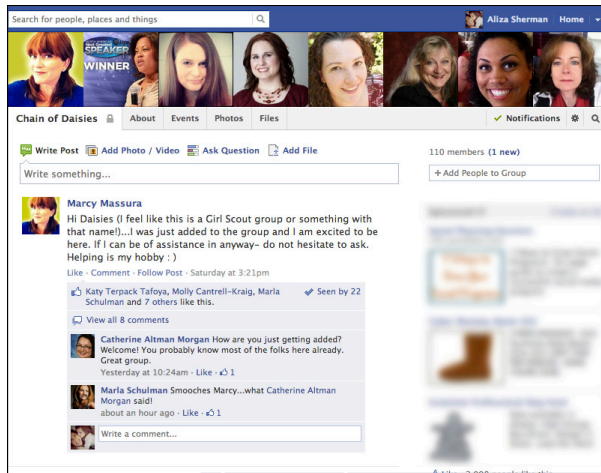 Search for people, places and things
Aliza Sherman Home
SPEAKER
WINNER
Chain of Daisies About Events Photos Files
Notifications
Write Post Add Photo / Video Ask Question Add File
110 members (1 new)
Write something...
+ Add People to Group
Marcy Massura
Hi Daisies (I feel like this is a Girl Scout group or something with
that name!)...I was just added to the group and I am excited to be
here. If I can be of assistance in anyway- do not hesitate to ask.
Helping is my hobby : )
Like · Comment · Follow Post · Saturday at 3:21pm
Katy Terpack Tafoya, Molly Cantrell-Kraig, Marla
Schulman and 7 others like this.
Seen by 22
View all 8 comments
Catherine Altman Morgan How are you just getting added?
Welcome! You probably know most of the folks here already.
Great group.
Yesterday at 10:24am · Like · 1
Marla Schulman Smooches Marcy...what Catherine Altman
Morgan said!
about an hour ago · Like · 1
Write a comment...